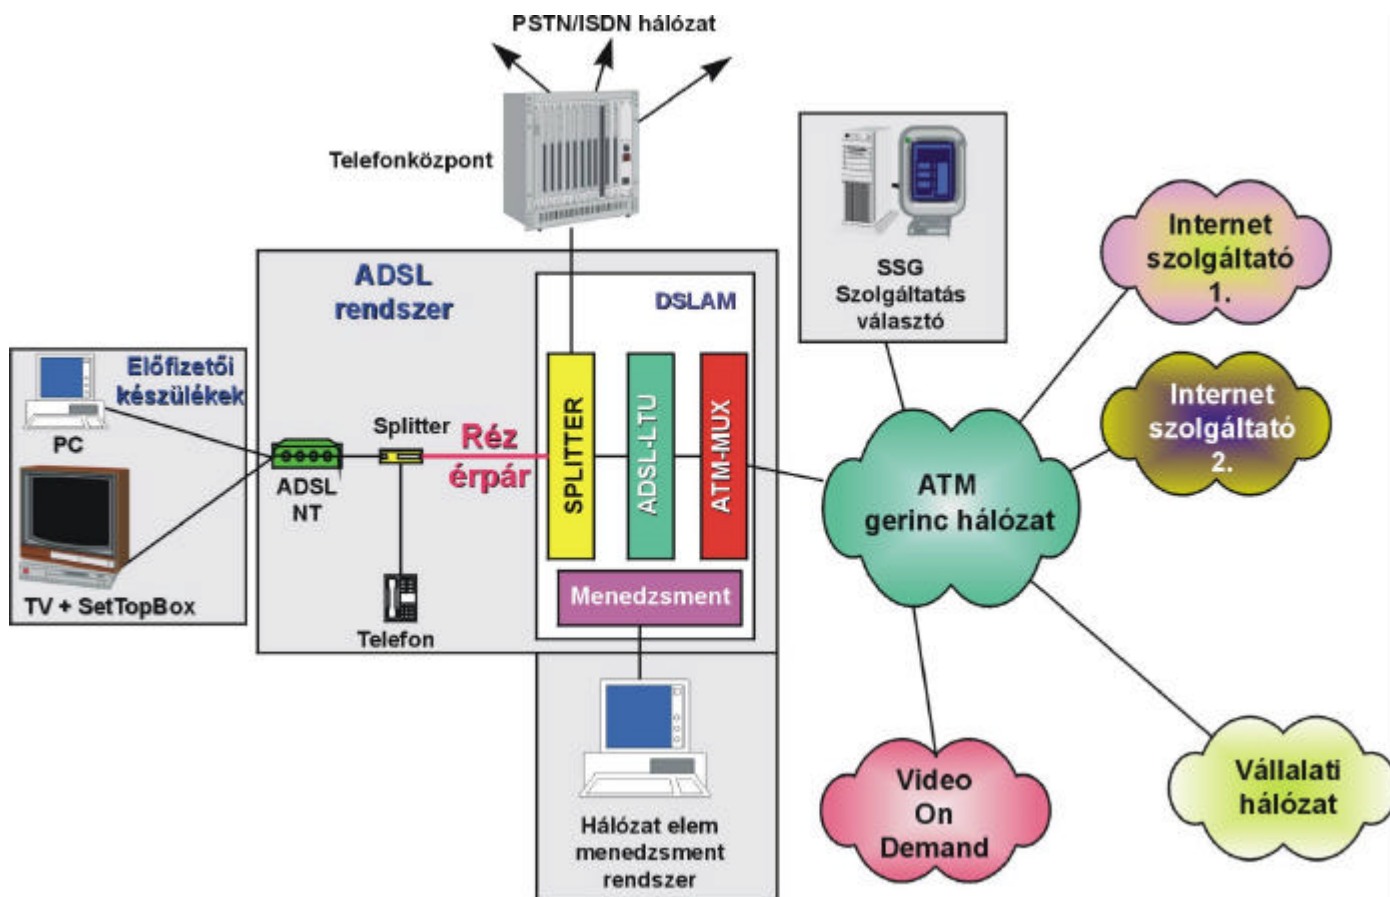 PSTN/ISDN hálózat
Telefonközpont
ADSL
rendszer
DSLAM
SSG
Szolgáltatás
választó
Internet
szolgáltató
1.
Internet
szolgáltató
2.
Előfizetői
készülékek
PC
TV + SetTopBox
ADSL
NT
Splitter
Réz
érpár
Telefon
SPLITTER
ADSL-LTU
ATM-MUX
Menedzsment
ATM
gerinc hálózat
Hálózat elem
menedzsment
rendszer
Video
On
Demand
Vállalati
hálózat